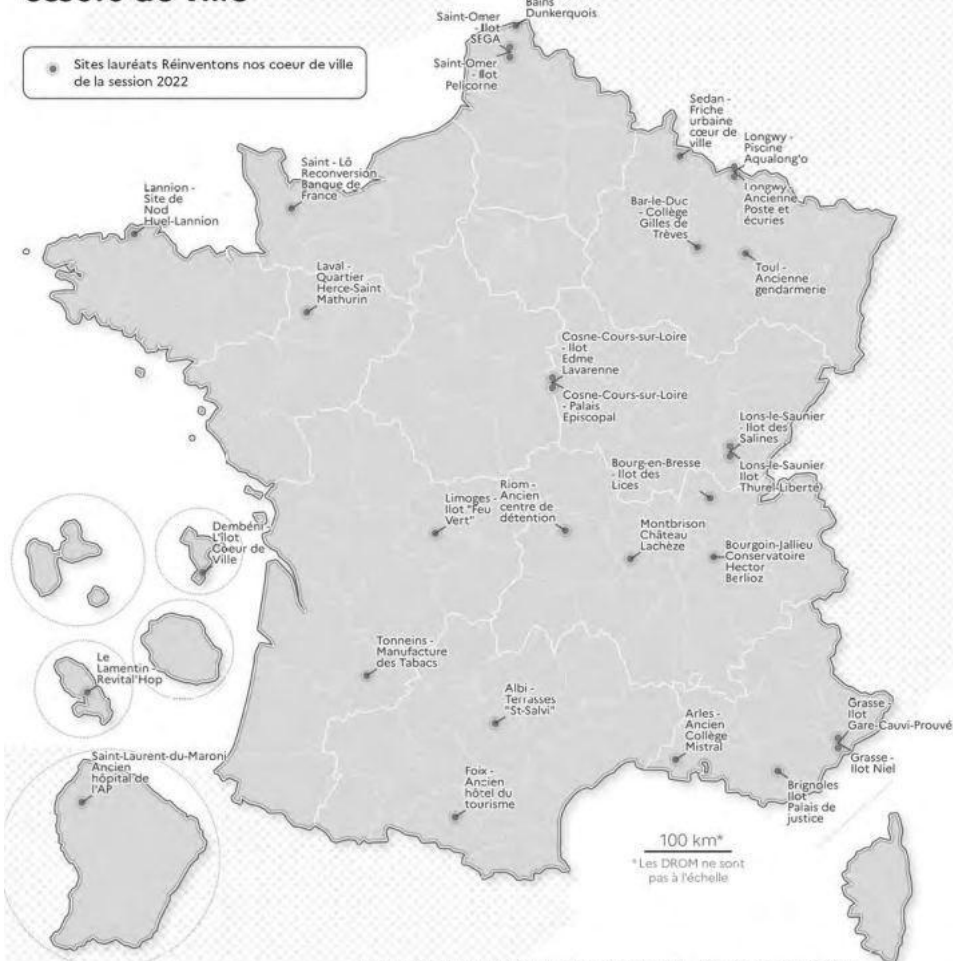 Sites lauréats Réinventons nos coeur de ville
de la session 2022
Bains
Dunkerquois
Saint-Omer
- Ilot
SEGA
Saint-Omer
- Ilot
Pelicorne
Sedan -
Friche
urbaine
cœur de
ville
Longwy -
Piscine
Aqualong'o
Longwy -
Ancienne
Poste et
écuries
Saint - Lô
Reconversion
Banque de
France
Lannion -
Site de
Nod
Huel-Lannion
Bar-le-Duc
- Collège
Gilles de
Trèves
Toul -
Ancienne
gendarmerie
Laval -
Quartier
Herce-Saint
Mathurin
Cosne-Cours-sur-Loire
- Ilot
Edme
Lavarenne
Cosne-Cours-sur-Loire
- Palais
Episcopal
Lons-le-Saunier
- Ilot des
Salines
Lons-le-Saunier
Ilot
Thurel-Liberté)
Bourg-en-Bresse
- Ilot des
Lices
Riom -
Ancien
centre de
détention
Limoges -
Ilot "Feu
Vert"
Montbrison
Château
Lachèze
Bourgoin-Jallieu
Conservatoire
Hector
Berlioz
Dembéni -
L'îlot
Cœur de
Ville
Le
Lamentin -
Revital'Hop
Tonneins -
Manufacture
des Tabacs
Albi -
Terrasses
"St-Salvi"
Arles -
Ancien
Collège
Mistral
Grasse -
Ilot
Gare-Cauvi-Prouvé
Grasse -
Ilot Niel
Brignoles
Ilot
Palais de
justice
Foix -
Ancien
hôtel du
tourisme
Saint-Laurent-du-Maroni
Ancien
hôpital de
l'AP
100 km*
*Les DROM ne sont
pas à l'échelle